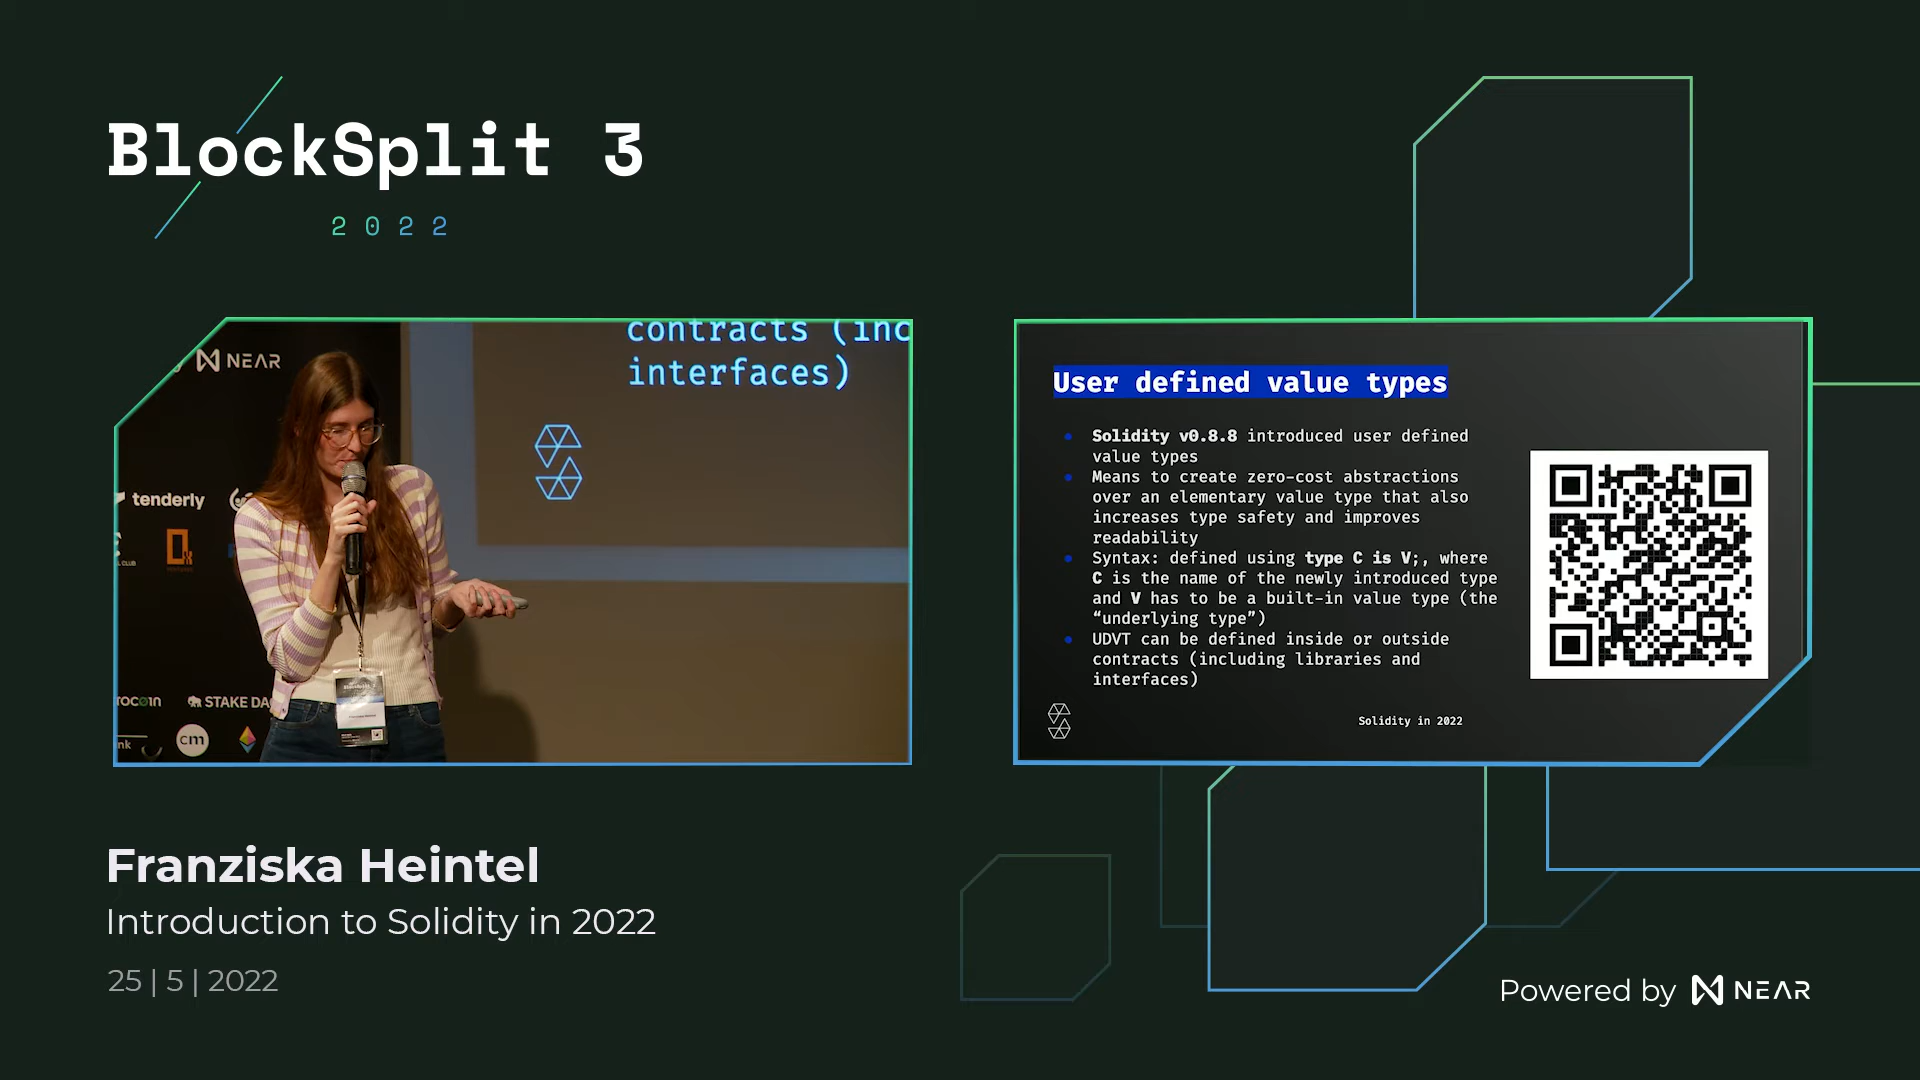 BlockSplit 3
2022
contracts (inc
interfaces)
NEAR
tenderly
CLUB
STAKE DA
cm
nk
User defined value types
Solidity v0.8.8 introduced user defined
value types
Means to create zero-cost abstractions
over an elementary value type that also
increases type safety and improves
readability
Syntax: defined using type C is V;, where
C is the name of the newly introduced type
and V has to be a built-in value type (the
“underlying type”)
UDVT can be defined inside or outside
contracts (including libraries and
interfaces)
Solidity in 2022
Franziska Heintel
Introduction to Solidity in 2022
25 | 5 | 2022
Powered by NEAR